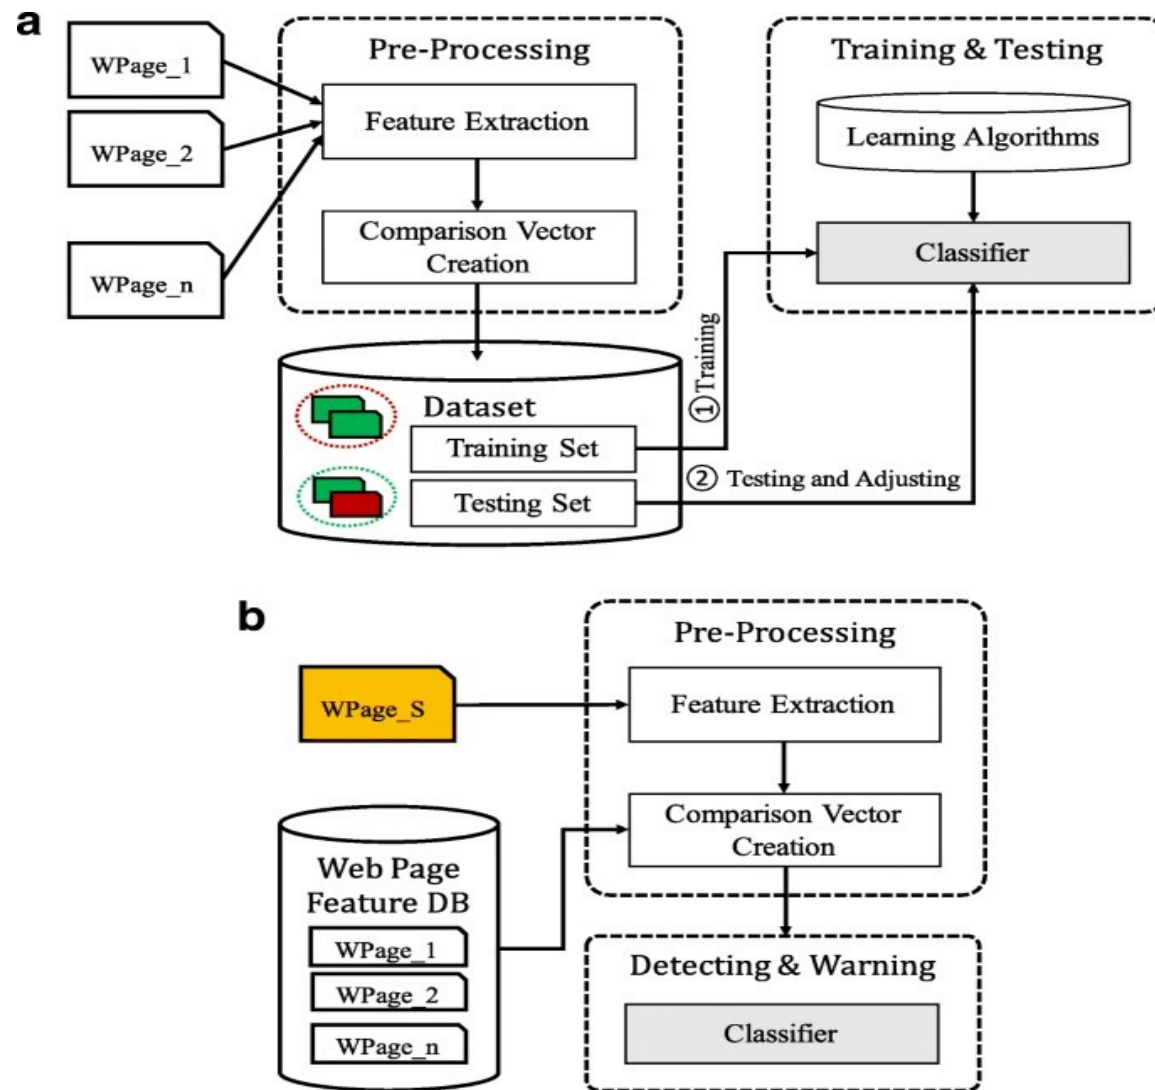 a
WPage_1
WPage_2
WPage_n
Pre-Processing
Feature Extraction
Comparison Vector
Creation
Training & Testing
Learning Algorithms
Classifier
Dataset
Training Set
Testing Set
① Training
② Testing and Adjusting
b
WPage_S
Pre-Processing
Feature Extraction
Comparison Vector
Creation
Web Page
Feature DB
WPage_1
WPage_2
WPage_n
Detecting & Warning
Classifier